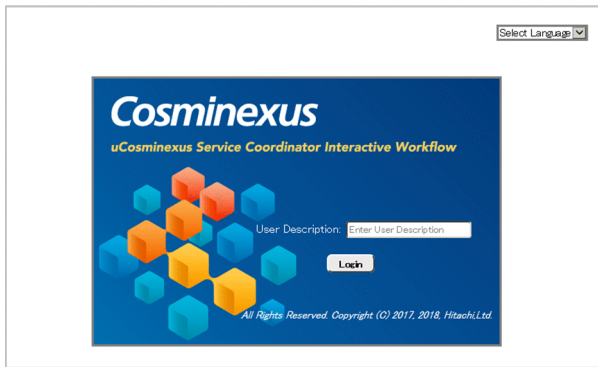 Select Language
Cosminexus
uCosminexus Service Coordinator Interactive Workflow
User Description: Enter User Description
Login
All Rights Reserved. Copyright (C) 2017, 2018, Hitachi,Ltd.